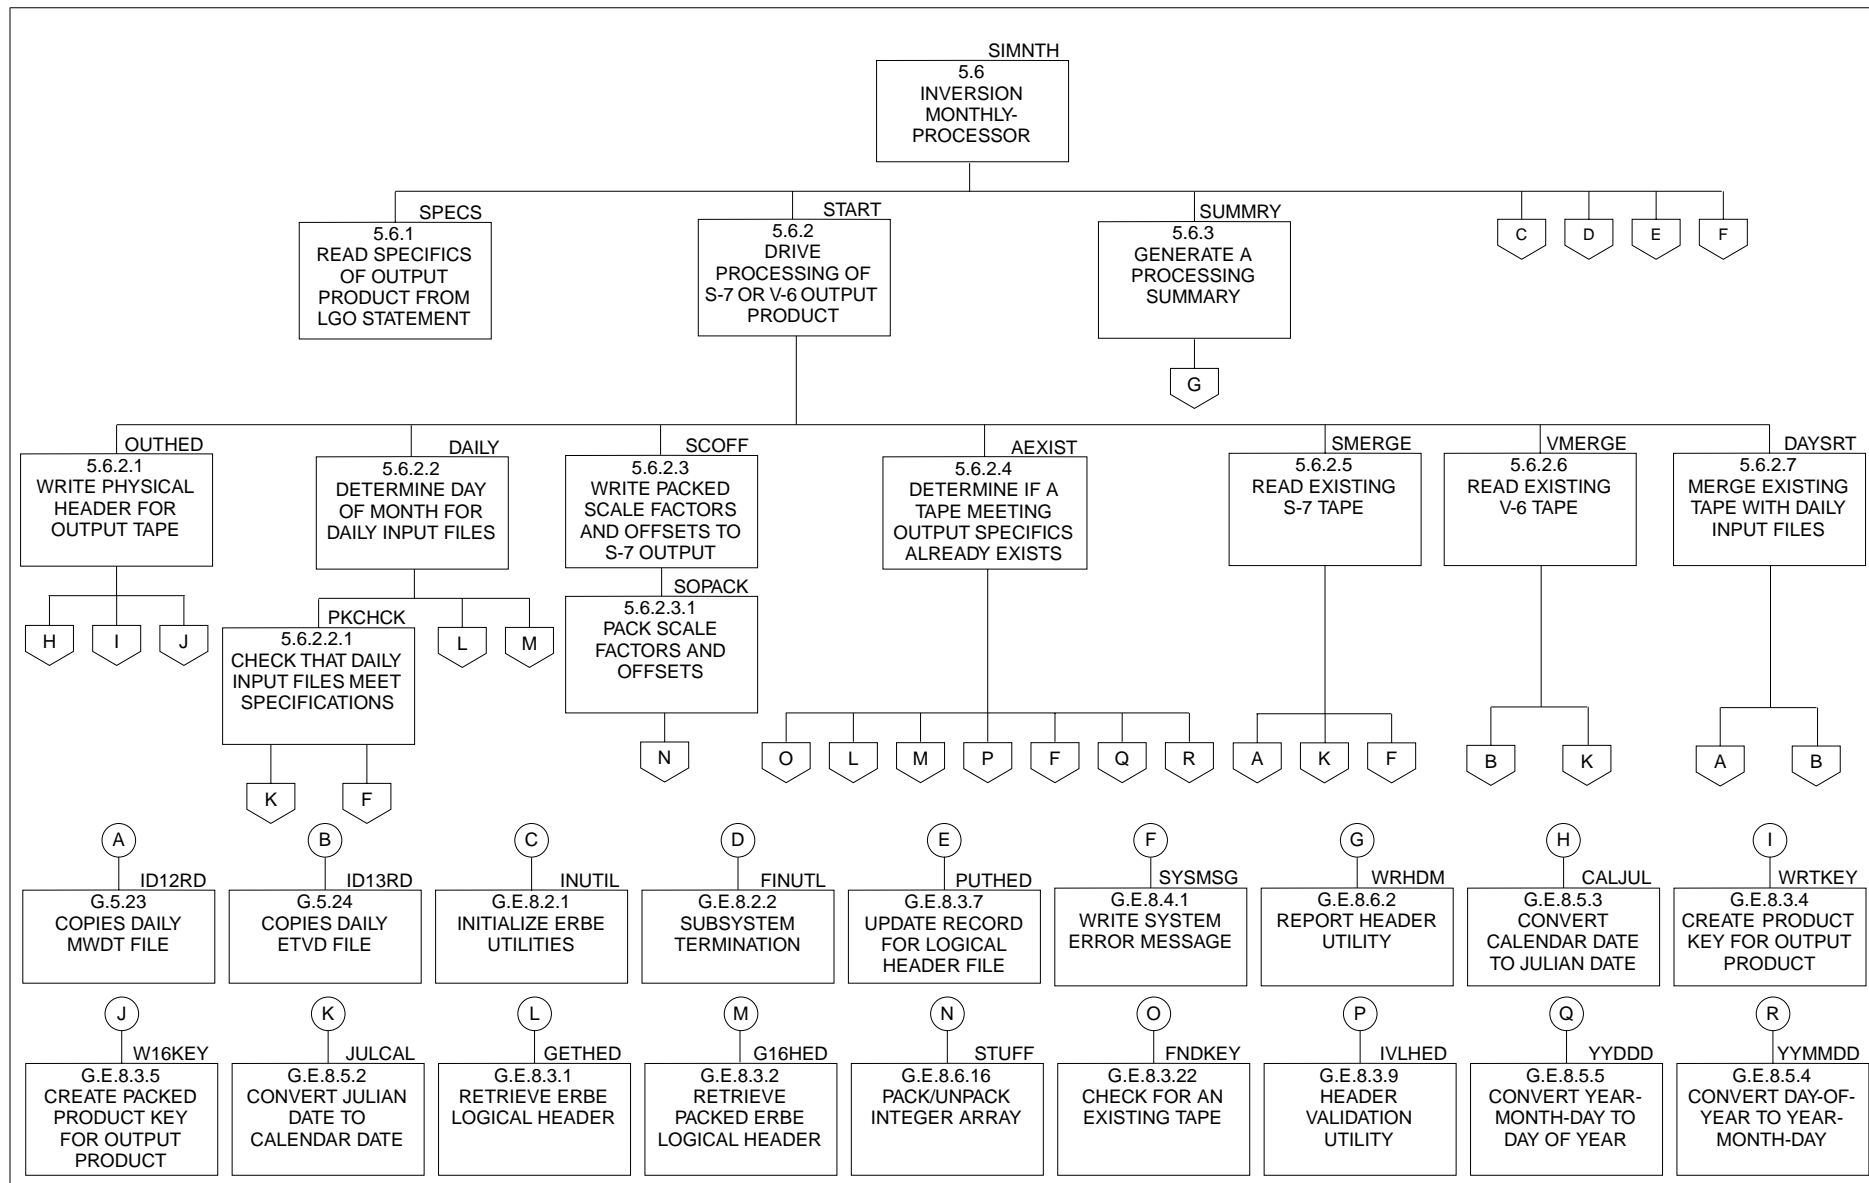 SIMNTH
5.6
INVERSION
MONTHLY-
PROCESSOR
SPECS
5.6.1
READ SPECIFICS
OF OUTPUT
PRODUCT FROM
LGO STATEMENT
START
5.6.2
DRIVE
PROCESSING OF
S-7 OR V-6 OUTPUT
PRODUCT
SUMMRY
5.6.3
GENERATE A
PROCESSING
SUMMARY
C
D
E
F
G
OUTHED
5.6.2.1
WRITE PHYSICAL
HEADER FOR
OUTPUT TAPE
H
I
J
DAILY
5.6.2.2
DETERMINE DAY
OF MONTH FOR
DAILY INPUT FILES
PKCHCK
5.6.2.2.1
CHECK THAT DAILY
INPUT FILES MEET
SPECIFICATIONS
L
M
K
F
SCOFF
5.6.2.3
WRITE PACKED
SCALE FACTORS
AND OFFSETS TO
S-7 OUTPUT
SOPACK
5.6.2.3.1
PACK SCALE
FACTORS AND
OFFSETS
N
AEXIST
5.6.2.4
DETERMINE IF A
TAPE MEETING
OUTPUT SPECIFICS
ALREADY EXISTS
O
L
M
P
F
Q
R
SMERGE
5.6.2.5
READ EXISTING
S-7 TAPE
A
K
F
VMERGE
5.6.2.6
READ EXISTING
V-6 TAPE
B
K
DAYSRT
5.6.2.7
MERGE EXISTING
TAPE WITH DAILY
INPUT FILES
A
B
A
ID12RD
G.5.23
COPIES DAILY
MWDT FILE
B
ID13RD
G.5.24
COPIES DAILY
ETVD FILE
C
INUTIL
G.E.8.2.1
INITIALIZE ERBE
UTILITIES
D
FINUTL
G.E.8.2.2
SUBSYSTEM
TERMINATION
E
PUTHED
G.E.8.3.7
UPDATE RECORD
FOR LOGICAL
HEADER FILE
F
SYSMSG
G.E.8.4.1
WRITE SYSTEM
ERROR MESSAGE
G
WRHDM
G.E.8.6.2
REPORT HEADER
UTILITY
H
CALJUL
G.E.8.5.3
CONVERT
CALENDAR DATE
TO JULIAN DATE
I
WRTKEY
G.E.8.3.4
CREATE PRODUCT
KEY FOR OUTPUT
PRODUCT
J
W16KEY
G.E.8.3.5
CREATE PACKED
PRODUCT KEY
FOR OUTPUT
PRODUCT
K
JULCAL
G.E.8.5.2
CONVERT JULIAN
DATE TO
CALENDAR DATE
L
GETHED
G.E.8.3.1
RETRIEVE ERBE
LOGICAL HEADER
M
G16HED
G.E.8.3.2
RETRIEVE
PACKED ERBE
LOGICAL HEADER
N
STUFF
G.E.8.6.16
PACK/UNPACK
INTEGER ARRAY
O
FNDKEY
G.E.8.3.22
CHECK FOR AN
EXISTING TAPE
P
IVLHED
G.E.8.3.9
HEADER
VALIDATION
UTILITY
Q
YYDDD
G.E.8.5.5
CONVERT YEAR-
MONTH-DAY TO
DAY OF YEAR
R
YYMMDD
G.E.8.5.4
CONVERT DAY-OF-
YEAR TO YEAR-
MONTH-DAY